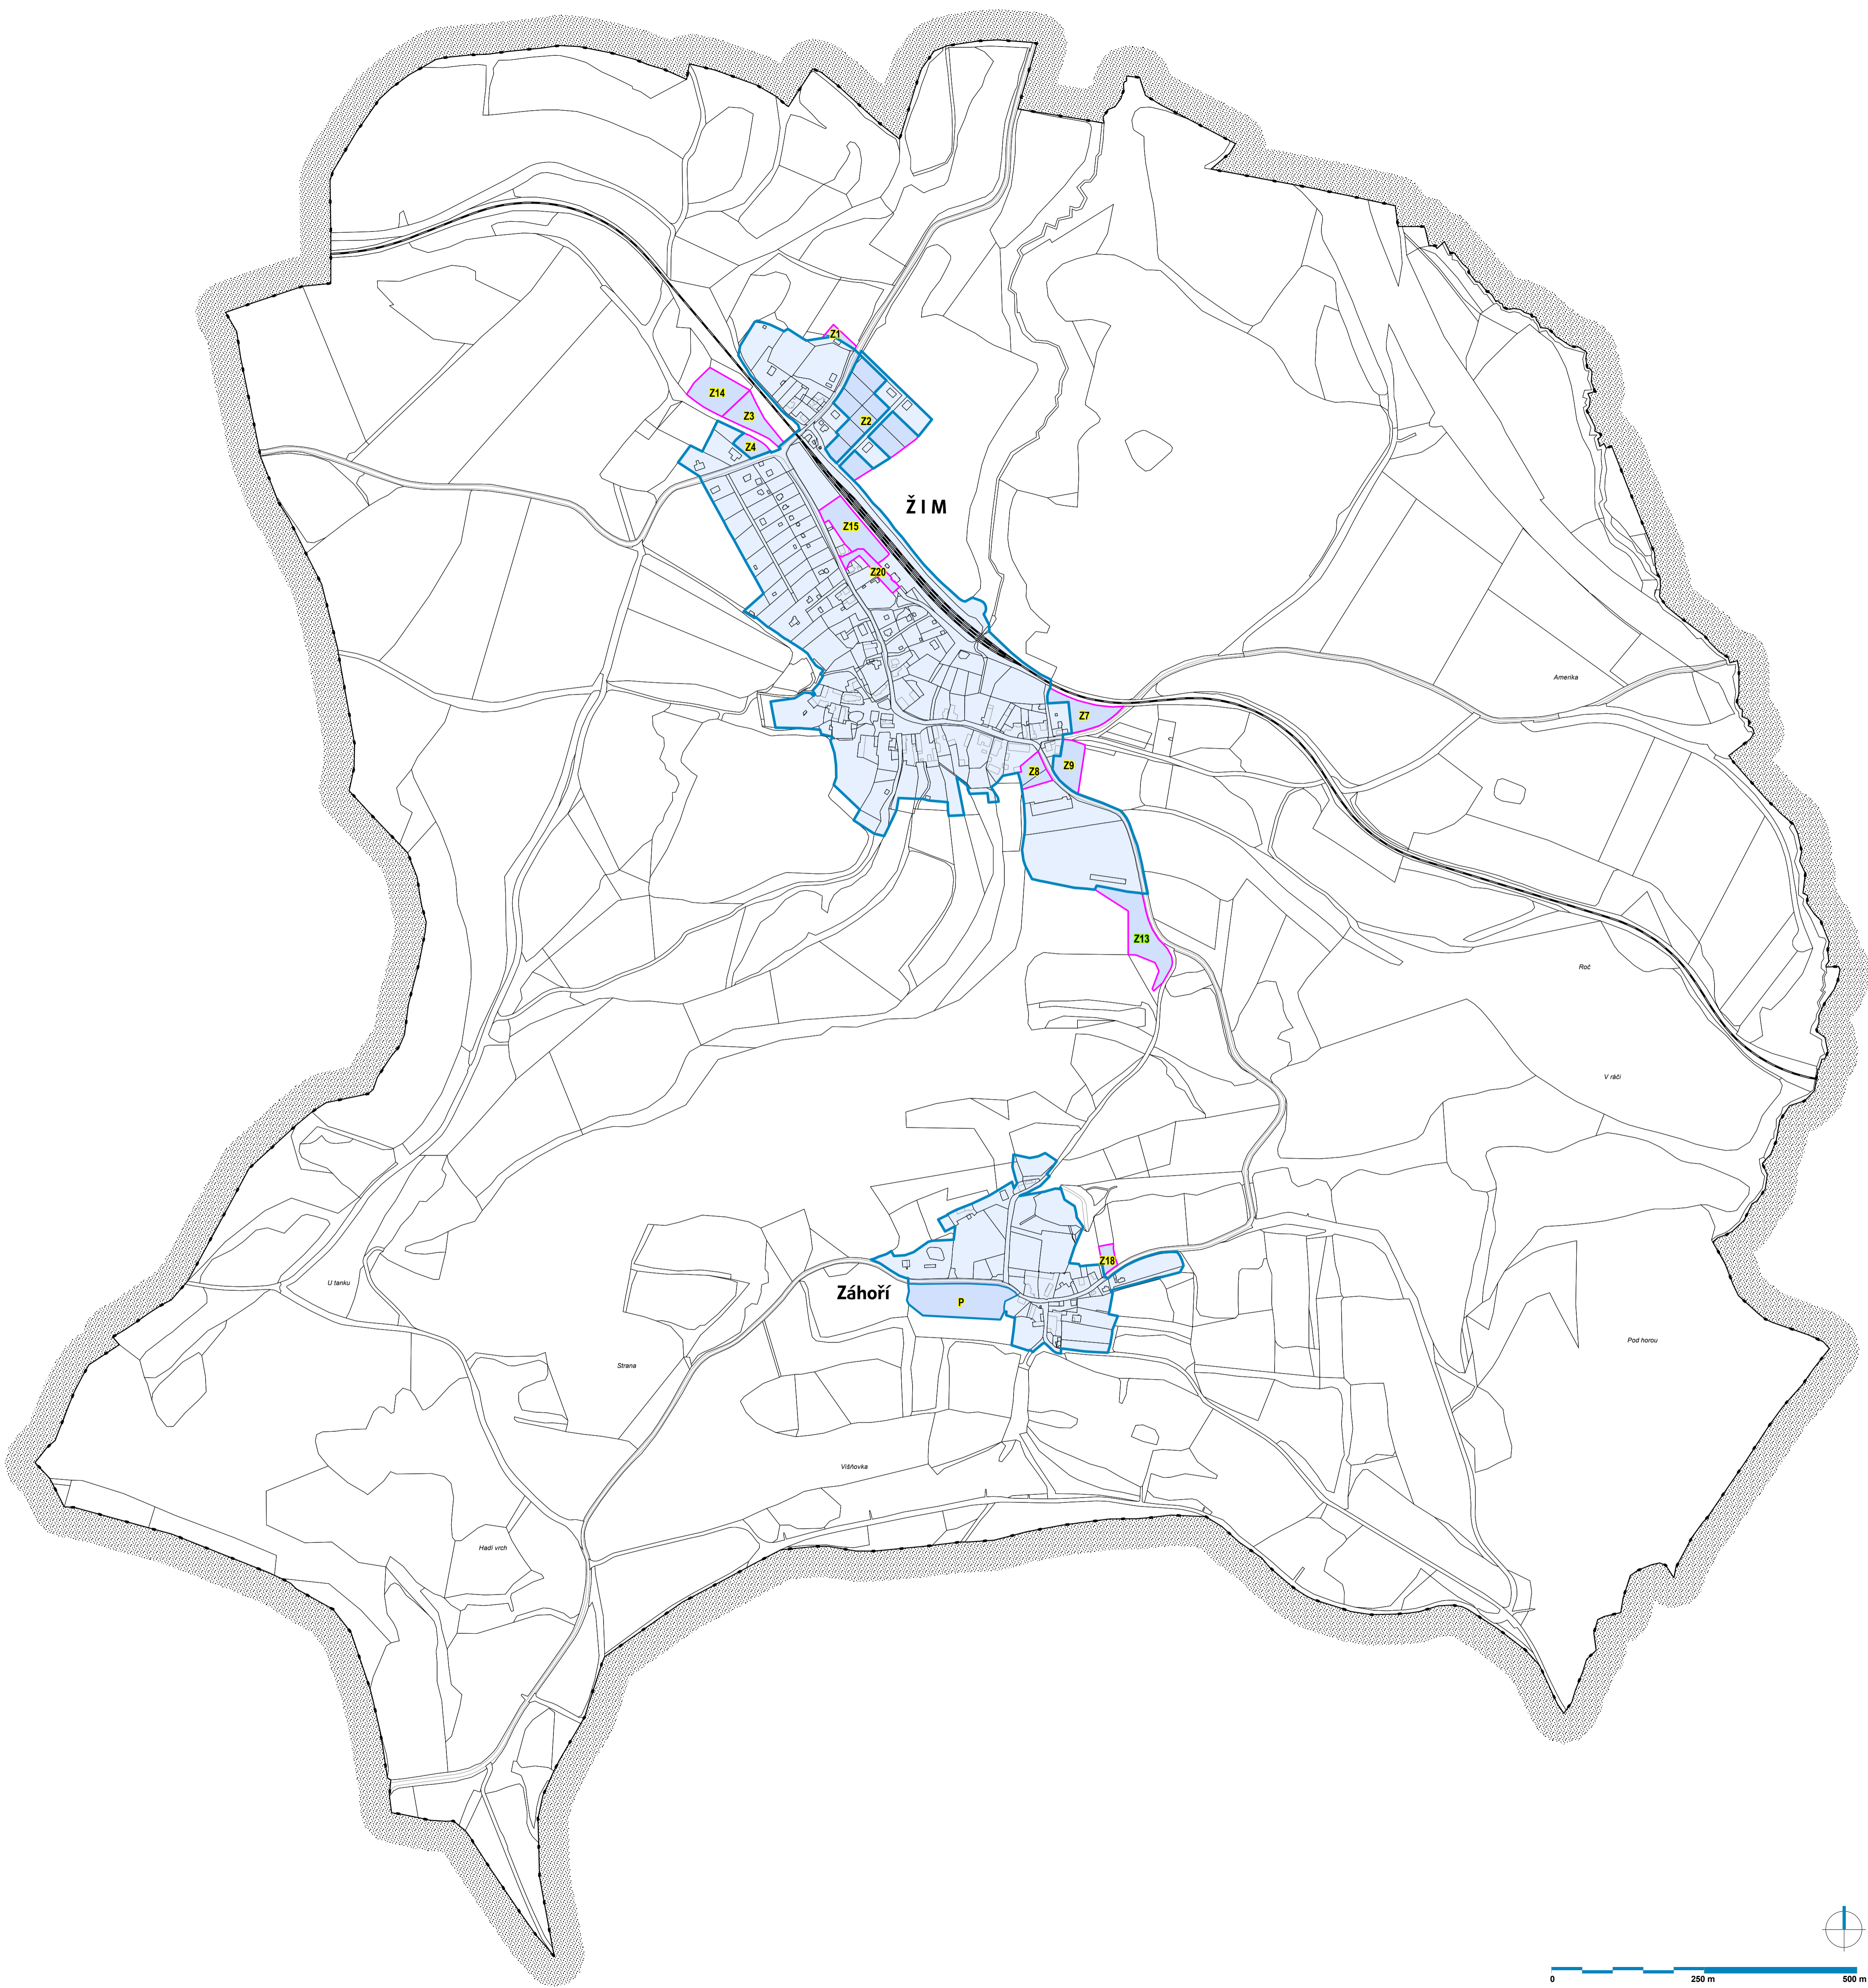 Z1
Z14
Z3
Z2
Z4
Ž I M
Z15
Z20
Amerika
Z7
Z9
Z8
Z13
Roč
V ráči
Z18
U tanku
Záhoří
P
Pod horou
Strana
Višňovka
Hadí vrch
0 250 m 500 m